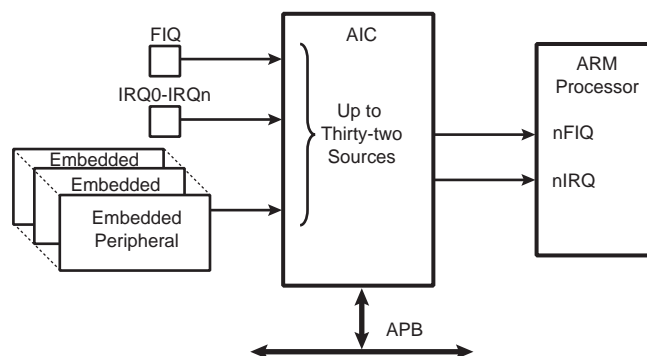 FIQ
AIC
IRQ0-IRQn
Up to
Thirty-two
Sources
ARM
Processor
nFIQ
nIRQ
Embedded
Embedded
Embedded
Peripheral
APB